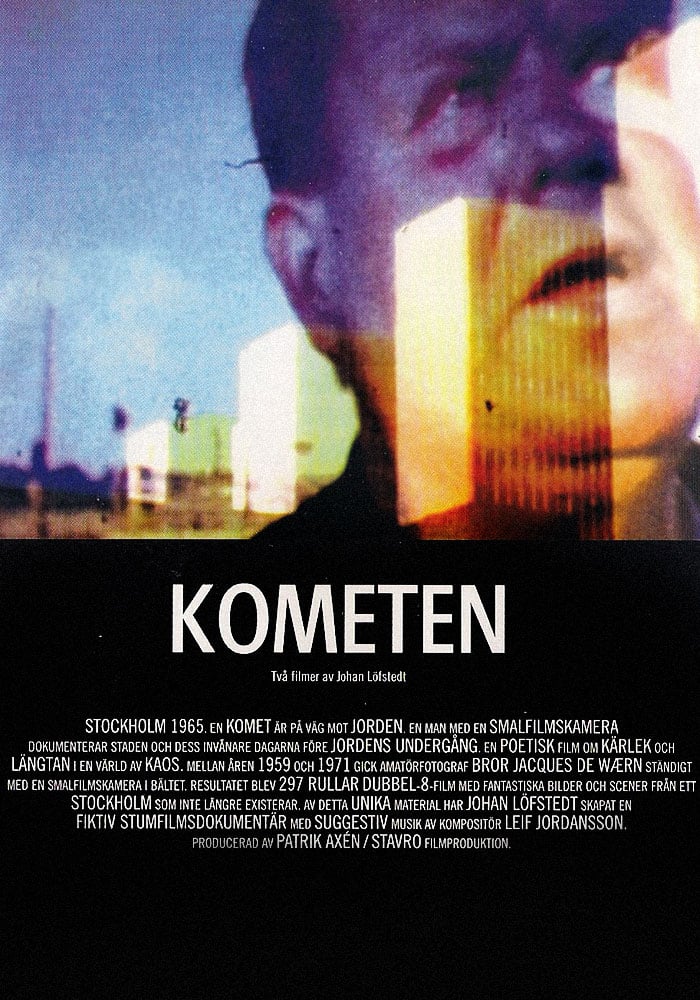 KOMETEN
Två filmer av Johan Löfstedt
STOCKHOLM 1965. EN KOMET ÄR PÅ VÄG MOT JORDEN. EN MAN MED EN SMALFILMSKAMERA
DOKUMENTERAR STADEN OCH DESS INVÅNARE DAGARNA FÖRE JORDENS UNDERGÅNG. EN POETISK FILM OM KÄRLEK OCH
LÄNGTAN I EN VÄRLD AV KAOS. MELLAN ÅREN 1959 OCH 1971 GICK AMATÖRFOTOGRAF BROR JACQUES DE WÆRN STÄNDIGT
MED EN SMALFILMSKAMERA I BÄLTET. RESULTATET BLEV 297 RULLAR DUBBEL-8-FILM MED FANTASTISKA BILDER OCH SCENER FRÅN ETT
STOCKHOLM SOM INTE LÄNGRE EXISTERAR. AV DETTA UNIKA MATERIAL HAR JOHAN LÖFSTEDT SKAPAT EN
FIKTIV STUMFILMSDOKUMENTÄR MED SUGGESTIV MUSIK AV KOMPOSITÖR LEIF JORDANSSON.
PRODUCERAD AV PATRIK AXÉN / STAVRO FILMPRODUKTION.